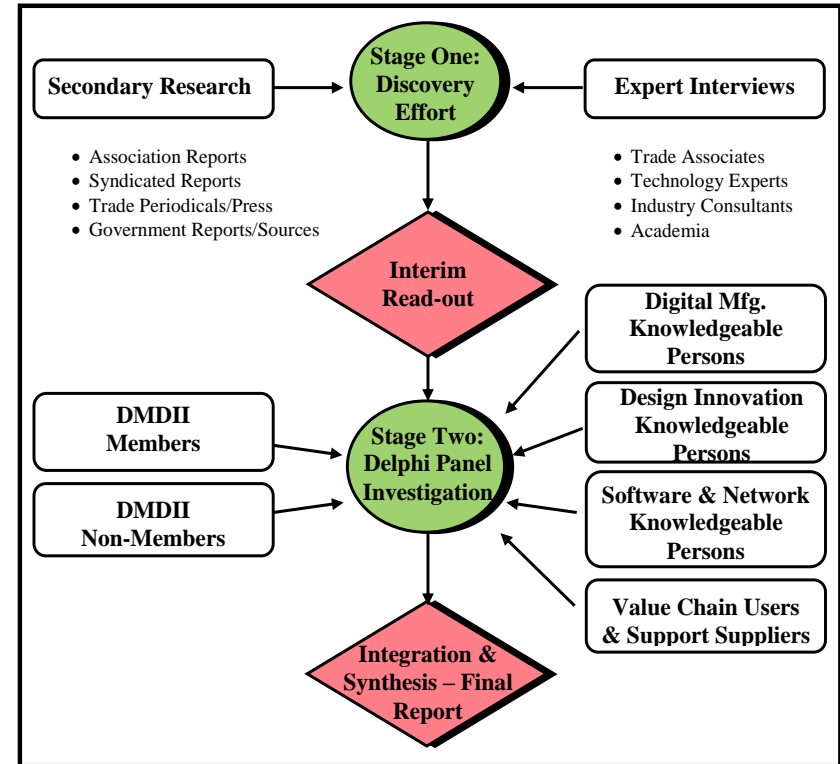 Stage One:
Discovery
Effort
Secondary Research
Expert Interviews
• Association Reports
• Syndicated Reports
• Trade Periodicals/Press
• Government Reports/Sources
• Trade Associates
• Technology Experts
• Industry Consultants
• Academia
Interim
Read-out
Digital Mfg.
Knowledgeable
Persons
DMDII
Members
Stage Two:
Delphi Panel
Investigation
Design Innovation
Knowledgeable
Persons
DMDII
Non-Members
Software & Network
Knowledgeable
Persons
Value Chain Users
& Support Suppliers
Integration &
Synthesis – Final
Report